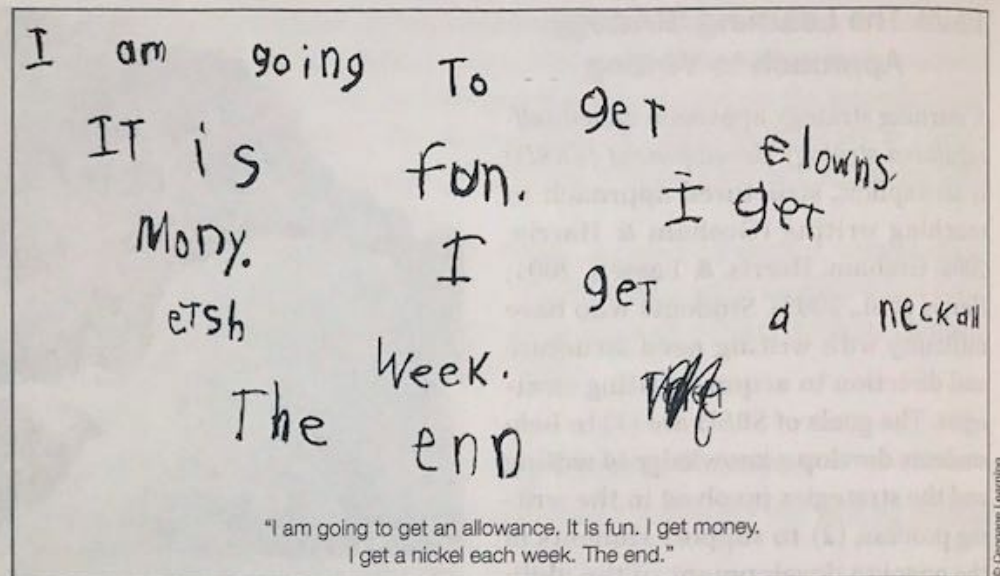 I am going To get elowns.
IT is fun. I get
Mony. I get a neckall
etsh Week.
The end
"I am going to get an allowance. It is fun. I get money.
I get a nickel each week. The end."